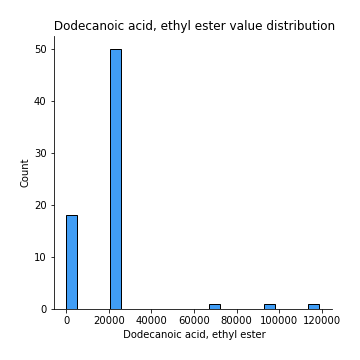 Dodecanoic acid, ethyl ester value distribution
50
40
30
20
10
0
Count
0 20000 40000 60000 80000 100000 120000
Dodecanoic acid, ethyl ester